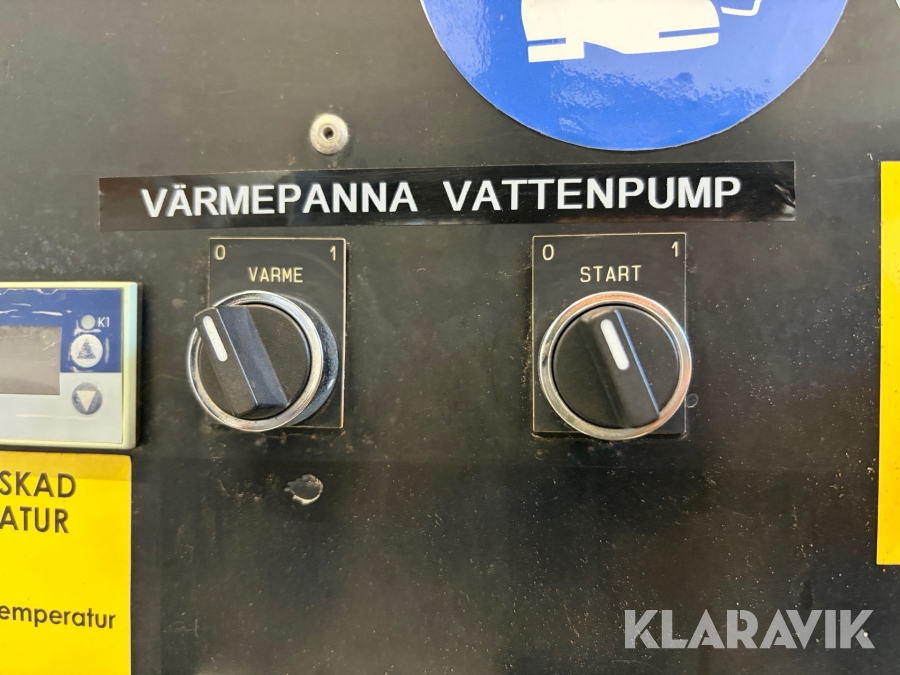 VÄRMEPANNA VATTENPUMP
0 1
VARME
0 1
START
K1
SKAD
ATUR
emperatur
KLARAVIK